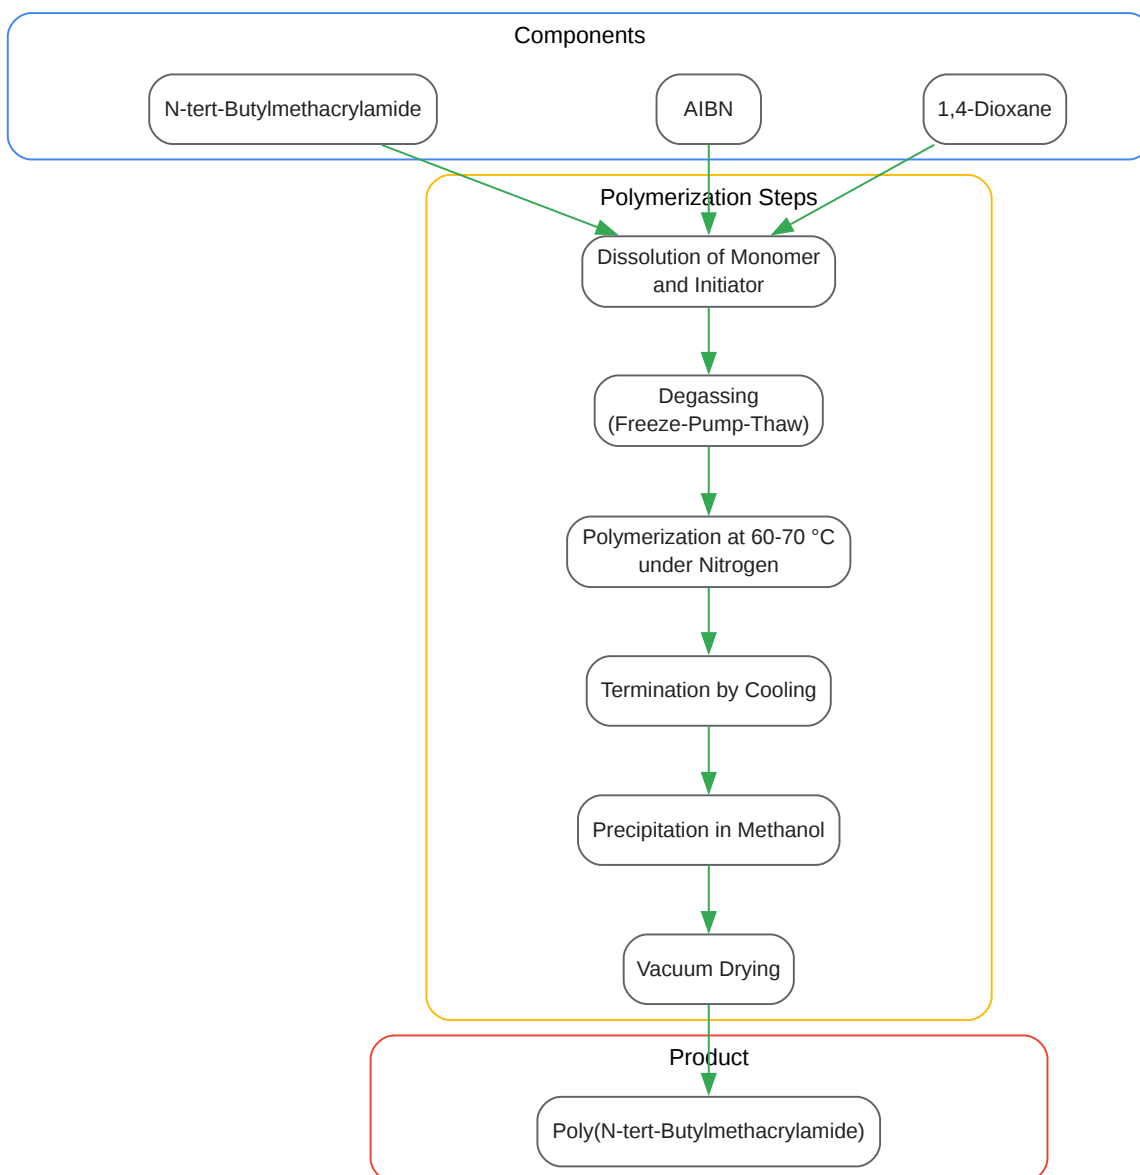 Components
N-tert-Butylmethacrylamide
AIBN
1,4-Dioxane
Polymerization Steps
Dissolution of Monomer
and Initiator
Degassing
(Freeze-Pump-Thaw)
Polymerization at 60-70 °C
under Nitrogen
Termination by Cooling
Precipitation in Methanol
Vacuum Drying
Product
Poly(N-tert-Butylmethacrylamide)